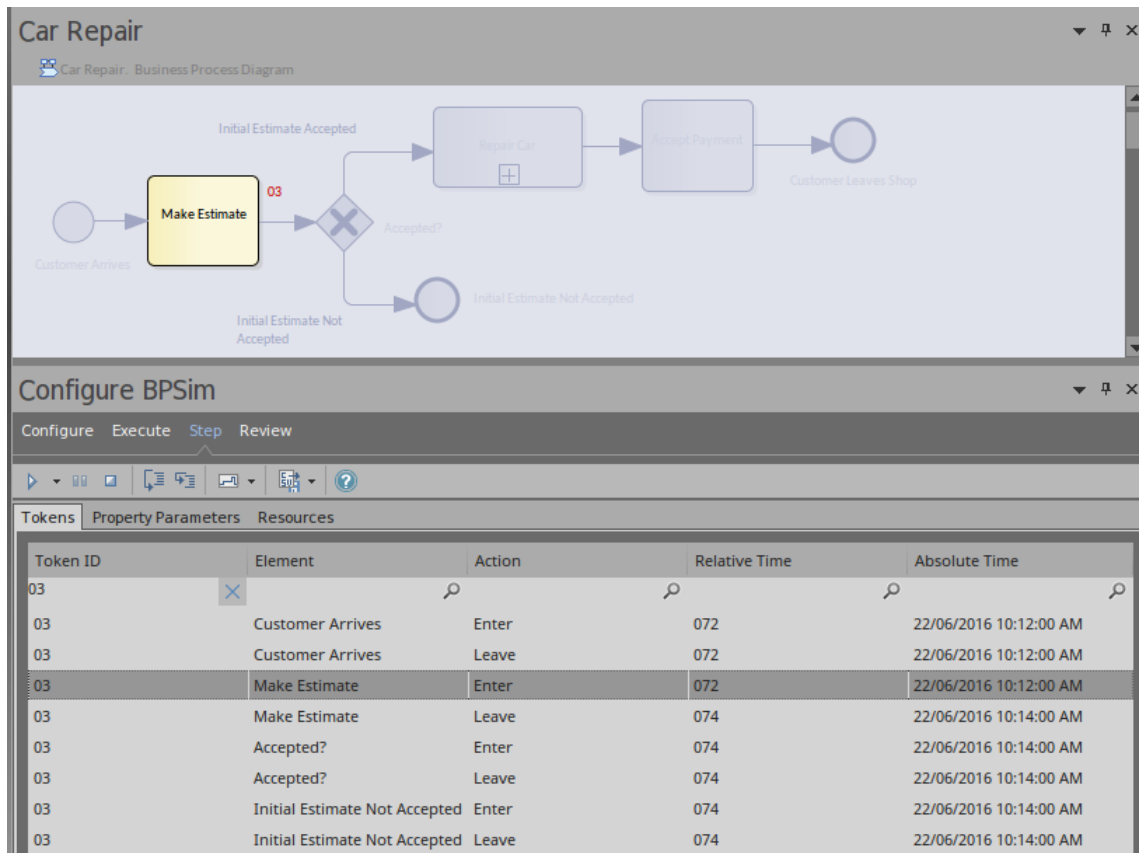 Car Repair
Car Repair. Business Process Diagram
Initial Estimate Accepted
Repair Car
Accept Payment
Customer Leaves Shop
03
Make Estimate
Accepted?
Customer Arrives
Initial Estimate Not Accepted
Initial Estimate Not
Accepted
Configure BPSim
Configure Execute Step Review
Tokens Property Parameters Resources
Token ID Element Action Relative Time Absolute Time
03
03 Customer Arrives Enter 072 22/06/2016 10:12:00 AM
03 Customer Arrives Leave 072 22/06/2016 10:12:00 AM
03 Make Estimate Enter 072 22/06/2016 10:12:00 AM
03 Make Estimate Leave 074 22/06/2016 10:14:00 AM
03 Accepted? Enter 074 22/06/2016 10:14:00 AM
03 Accepted? Leave 074 22/06/2016 10:14:00 AM
03 Initial Estimate Not Accepted Enter 074 22/06/2016 10:14:00 AM
03 Initial Estimate Not Accepted Leave 074 22/06/2016 10:14:00 AM